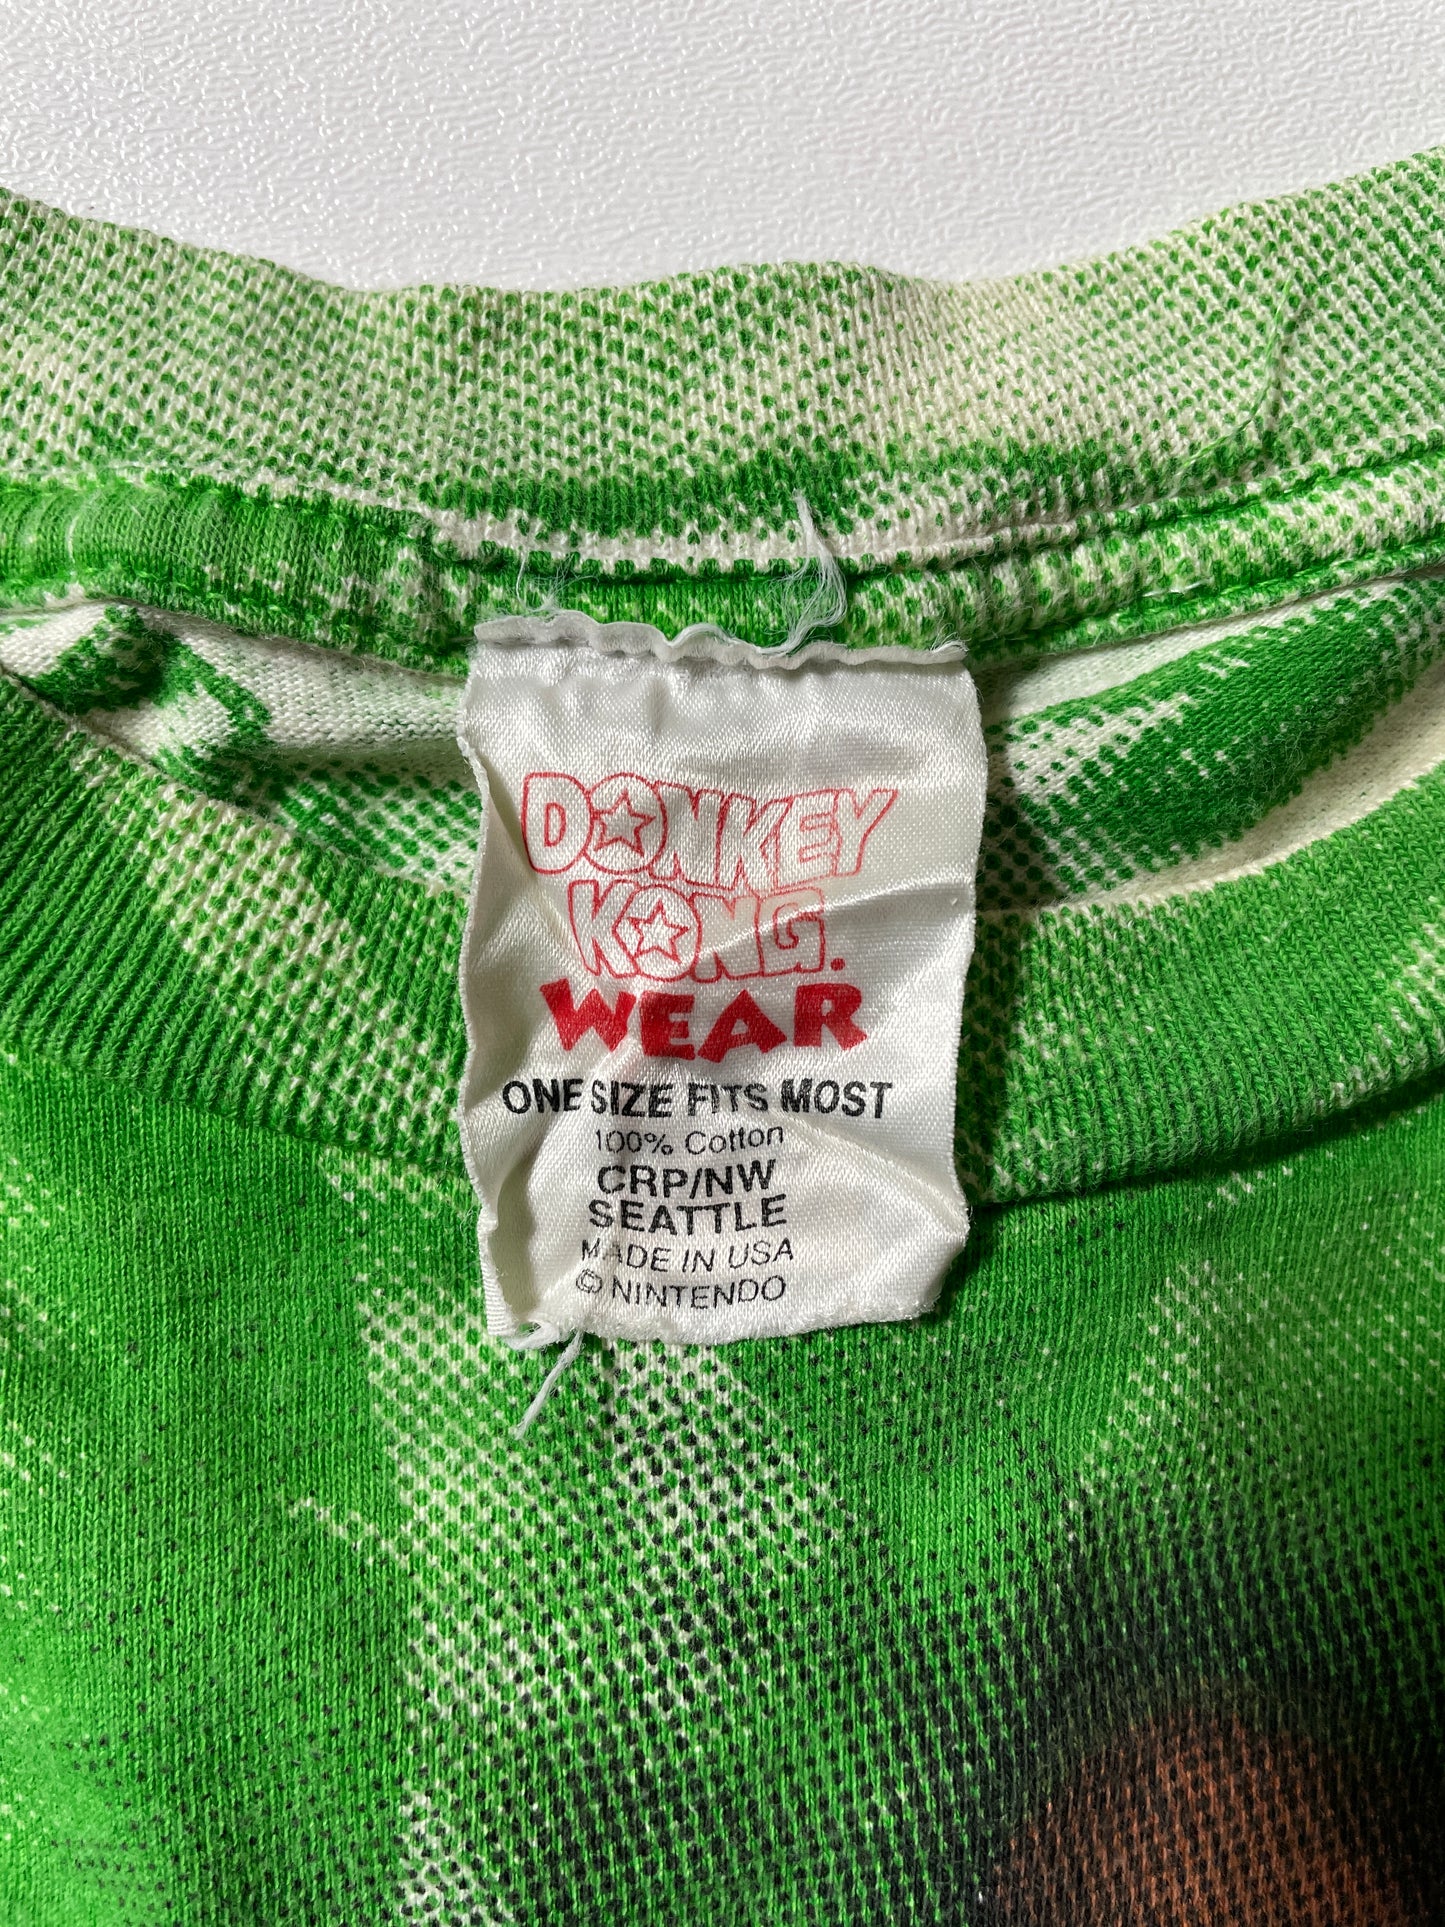 DONKEY
KONG.
WEAR
ONE SIZE FITS MOST
100% Cotton
CRP/NW
SEATTLE
MADE IN USA
© NINTENDO